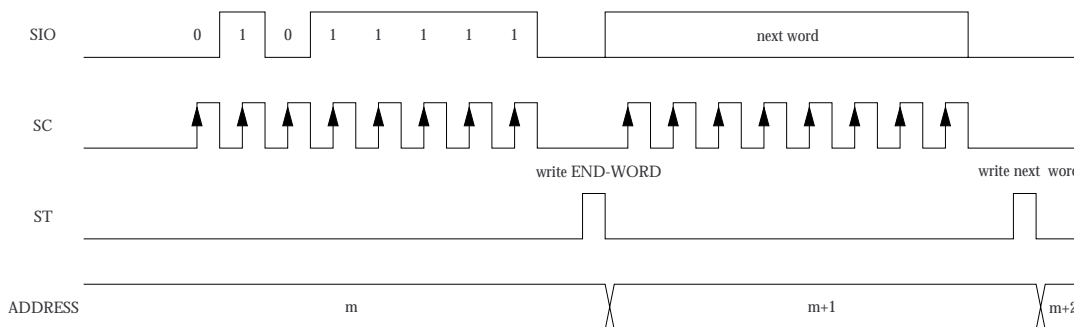 SIO 0 1 0 1 1 1 1 1 next word
SC
write END-WORD write next word
ST
ADDRESS m m+1 m+2